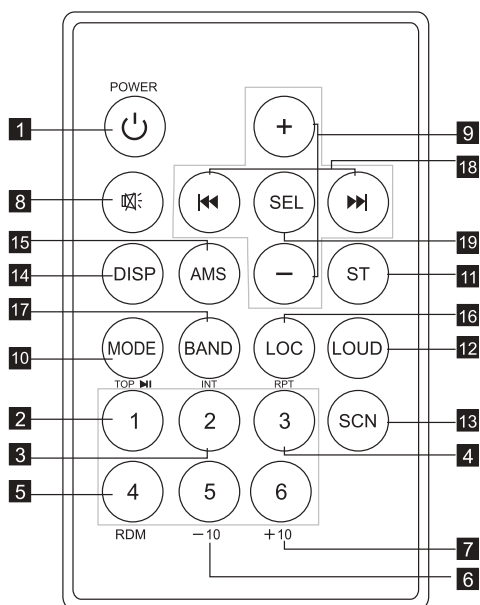 POWER
1
+
9
18
8
SEL
19
15
14
DISP
AMS
−
ST
11
17
16
10
MODE
BAND
LOC
LOUD
12
TOP ▶II
INT
RPT
2
1
2
3
SCN
13
3
4
5
4
5
6
RDM
−10
+10
7
6